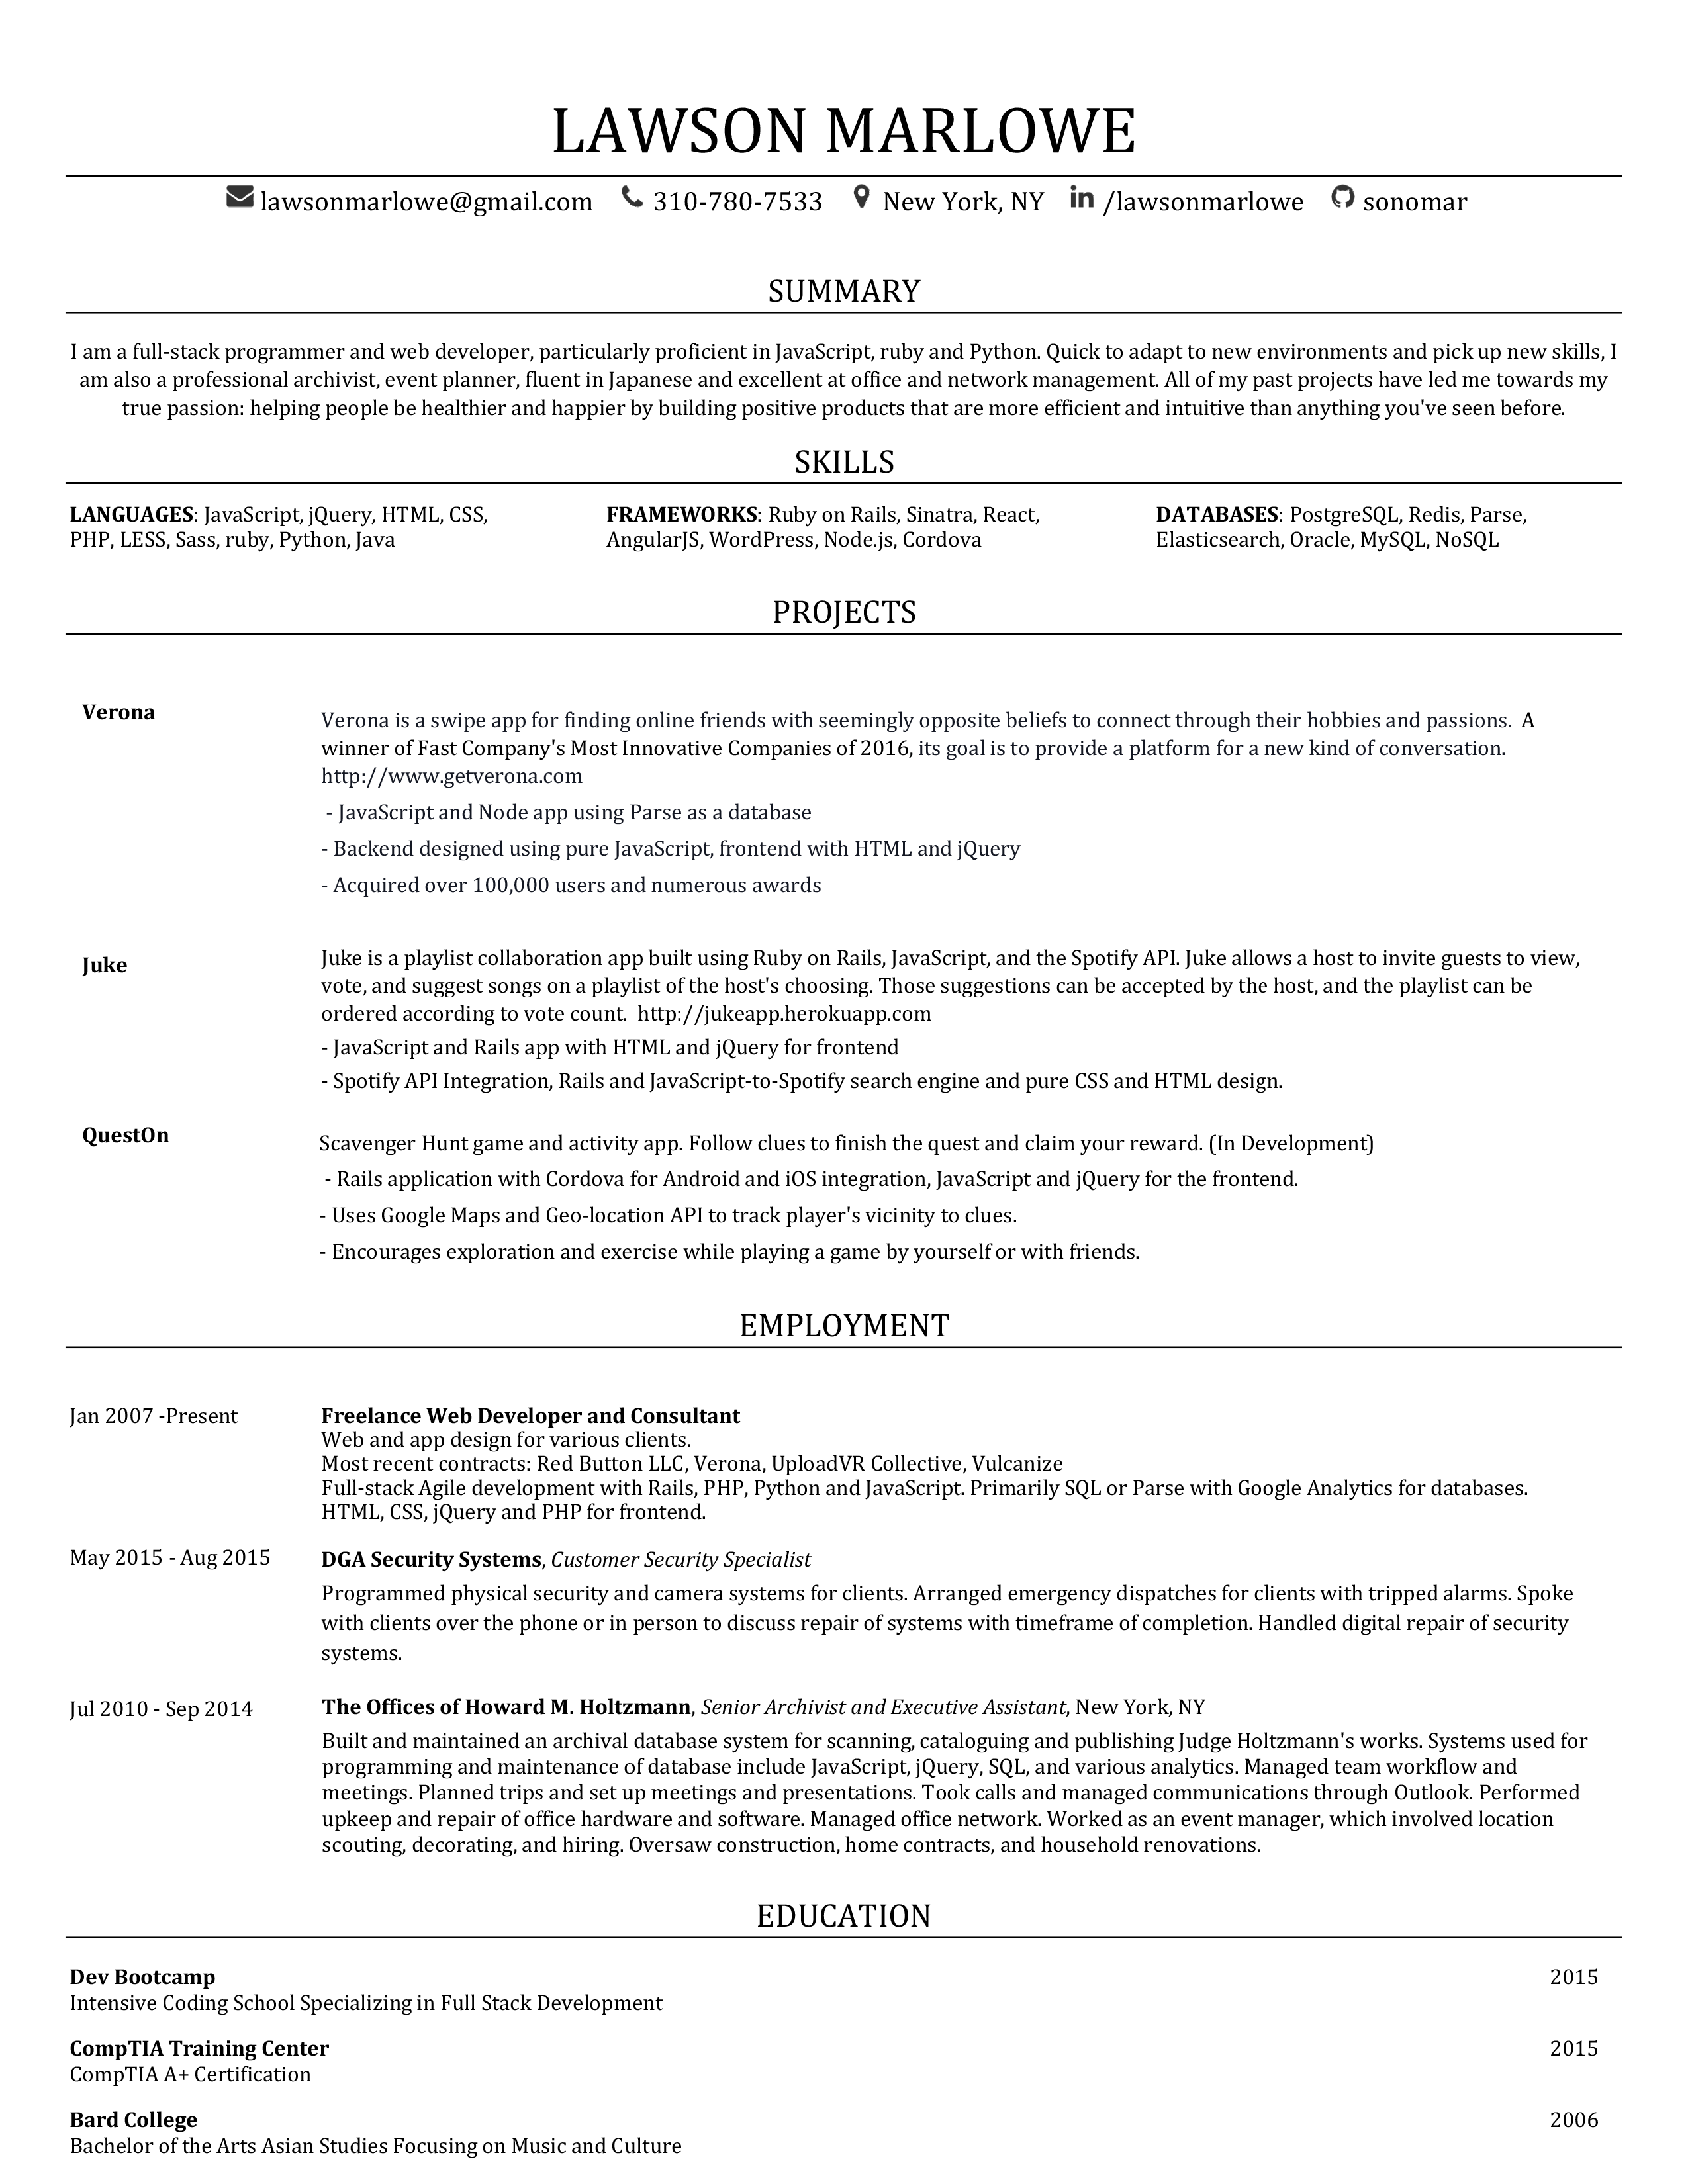 LAWSON MARLOWE
lawsonmarlowe@gmail.com 310-780-7533 New York, NY in /lawsonmarlowe sonomar
SUMMARY
I am a full-stack programmer and web developer, particularly proficient in JavaScript, ruby and Python. Quick to adapt to new environments and pick up new skills, I
am also a professional archivist, event planner, fluent in Japanese and excellent at office and network management. All of my past projects have led me towards my
true passion: helping people be healthier and happier by building positive products that are more efficient and intuitive than anything you've seen before.
SKILLS
LANGUAGES: JavaScript, jQuery, HTML, CSS,
PHP, LESS, Sass, ruby, Python, Java
FRAMEWORKS: Ruby on Rails, Sinatra, React,
AngularJS, WordPress, Node.js, Cordova
DATABASES: PostgreSQL, Redis, Parse,
Elasticsearch, Oracle, MySQL, NoSQL
PROJECTS
Verona
Verona is a swipe app for finding online friends with seemingly opposite beliefs to connect through their hobbies and passions. A
winner of Fast Company's Most Innovative Companies of 2016, its goal is to provide a platform for a new kind of conversation.
http://www.getverona.com
- JavaScript and Node app using Parse as a database
- Backend designed using pure JavaScript, frontend with HTML and jQuery
- Acquired over 100,000 users and numerous awards
Juke
Juke is a playlist collaboration app built using Ruby on Rails, JavaScript, and the Spotify API. Juke allows a host to invite guests to view,
vote, and suggest songs on a playlist of the host's choosing. Those suggestions can be accepted by the host, and the playlist can be
ordered according to vote count. http://jukeapp.herokuapp.com
- JavaScript and Rails app with HTML and jQuery for frontend
- Spotify API Integration, Rails and JavaScript-to-Spotify search engine and pure CSS and HTML design.
QuestOn
Scavenger Hunt game and activity app. Follow clues to finish the quest and claim your reward. (In Development)
- Rails application with Cordova for Android and iOS integration, JavaScript and jQuery for the frontend.
- Uses Google Maps and Geo-location API to track player's vicinity to clues.
- Encourages exploration and exercise while playing a game by yourself or with friends.
EMPLOYMENT
Jan 2007 -Present
Freelance Web Developer and Consultant
Web and app design for various clients.
Most recent contracts: Red Button LLC, Verona, UploadVR Collective, Vulcanize
Full-stack Agile development with Rails, PHP, Python and JavaScript. Primarily SQL or Parse with Google Analytics for databases.
HTML, CSS, jQuery and PHP for frontend.
May 2015 - Aug 2015
DGA Security Systems, Customer Security Specialist
Programmed physical security and camera systems for clients. Arranged emergency dispatches for clients with tripped alarms. Spoke
with clients over the phone or in person to discuss repair of systems with timeframe of completion. Handled digital repair of security
systems.
Jul 2010 - Sep 2014
The Offices of Howard M. Holtzmann, Senior Archivist and Executive Assistant, New York, NY
Built and maintained an archival database system for scanning, cataloguing and publishing Judge Holtzmann's works. Systems used for
programming and maintenance of database include JavaScript, jQuery, SQL, and various analytics. Managed team workflow and
meetings. Planned trips and set up meetings and presentations. Took calls and managed communications through Outlook. Performed
upkeep and repair of office hardware and software. Managed office network. Worked as an event manager, which involved location
scouting, decorating, and hiring. Oversaw construction, home contracts, and household renovations.
EDUCATION
Dev Bootcamp 2015
Intensive Coding School Specializing in Full Stack Development
CompTIA Training Center 2015
CompTIA A+ Certification
Bard College 2006
Bachelor of the Arts Asian Studies Focusing on Music and Culture